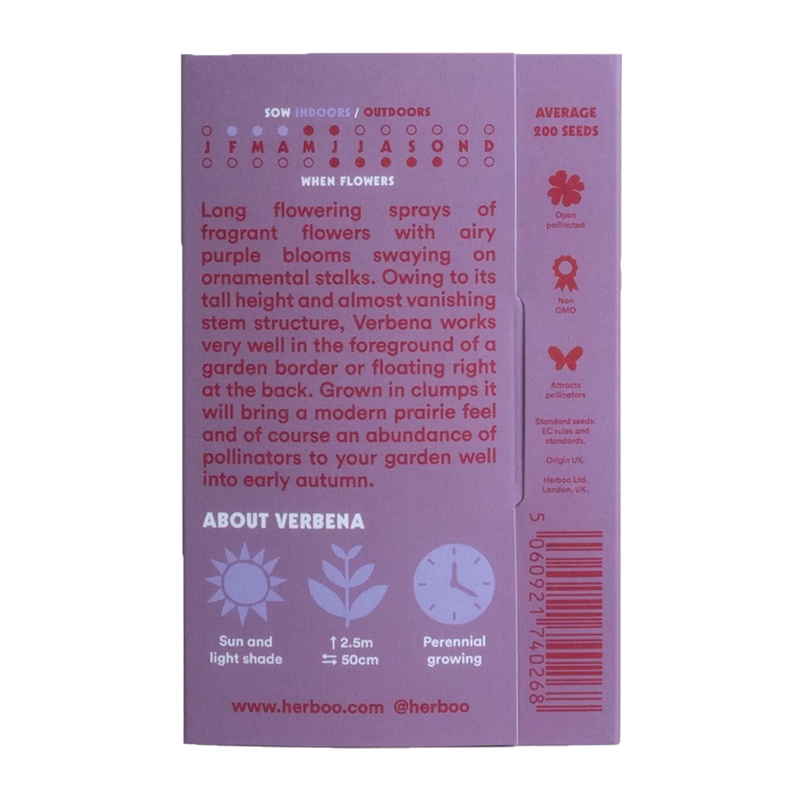 SOW INDOORS / OUTDOORS
J F M A M J J A S O N D
WHEN FLOWERS
Long flowering sprays of
fragrant flowers with airy
purple blooms swaying on
ornamental stalks. Owing to its
tall height and almost vanishing
stem structure, Verbena works
very well in the foreground of a
garden border or floating right
at the back. Grown in clumps it
will bring a modern prairie feel
and of course an abundance of
pollinators to your garden well
into early autumn.
ABOUT VERBENA
Sun and
light shade
↑ 2.5m
⇆ 50cm
Perennial
growing
www.herboo.com @herboo
AVERAGE
200 SEEDS
Open
pollinated
Non
GMO
Attracts
pollinators
Standard seeds.
EC rules and
standards.
Origin UK.
Herboo Ltd.
London, UK.
5 060921 740268